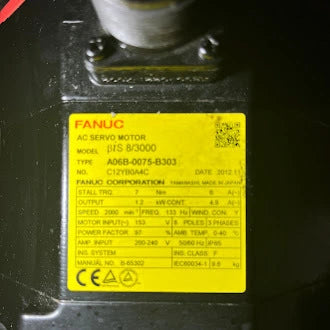 FANUC
AC SERVO MOTOR
MODEL βiS 8/3000
TYPE A06B-0075-B303
NO. C12YB0A4C DATE 2012.11
FANUC CORPORATION YAMANASHI, MADE IN JAPAN
STALL TRQ. 7 Nm 6 A(~)
OUTPUT 1.2 kW CONT. 4.9 A(~)
SPEED 2000 min⁻¹ FREQ. 133 Hz WIND. CON. Y
MOTOR INPUT (~) 153 V 8 POLES 3 PHASES
POWER FACTOR 97 % AMB. TEMP. 0-40 °C
AMP. INPUT 200-240 V 50/60 Hz IP65
INS. SYSTEM INS. CLASS F
MANUAL NO. B-65302 IEC60034-1
CE